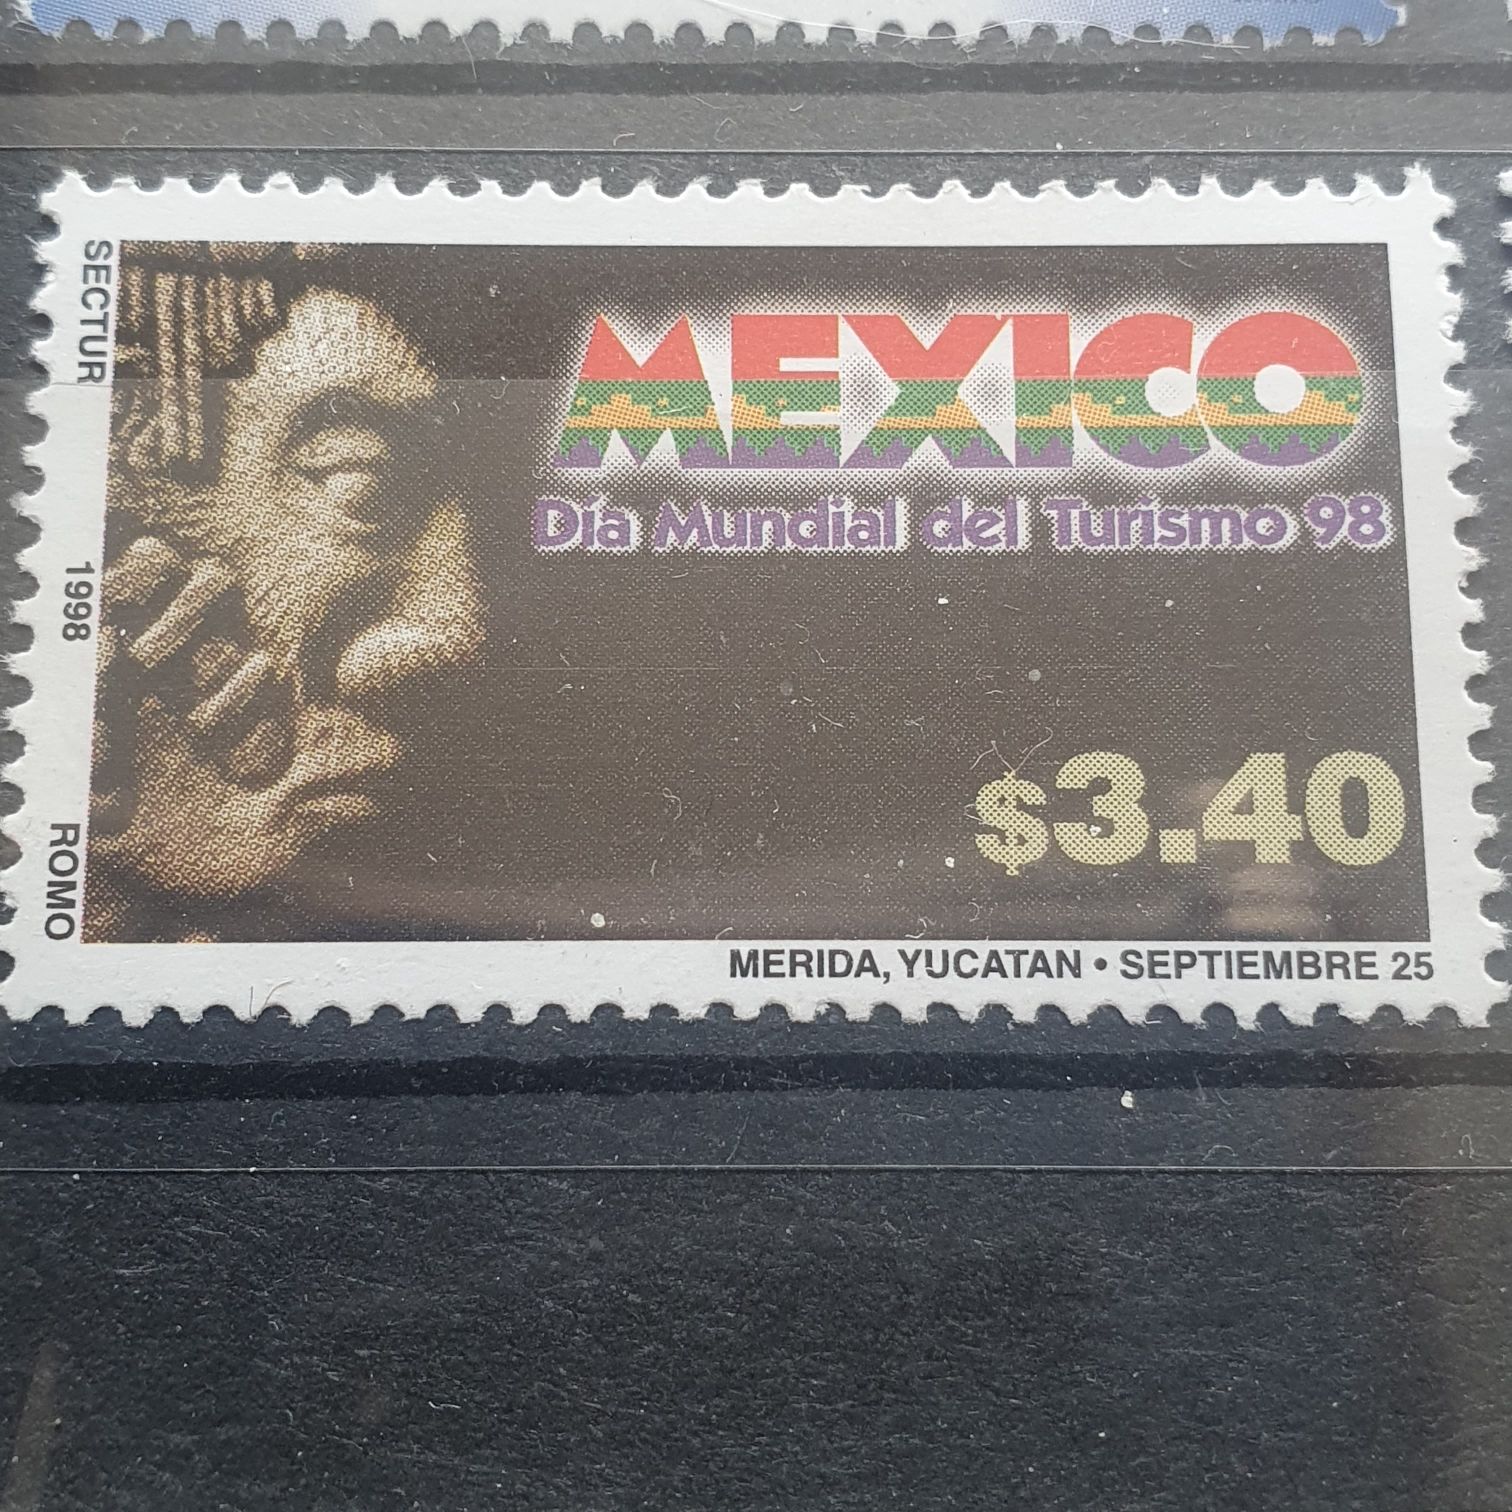 MEXICO
Día Mundial del Turismo 98
$3.40
MERIDA, YUCATAN • SEPTIEMBRE 25
SECTUR
1998
ROMO